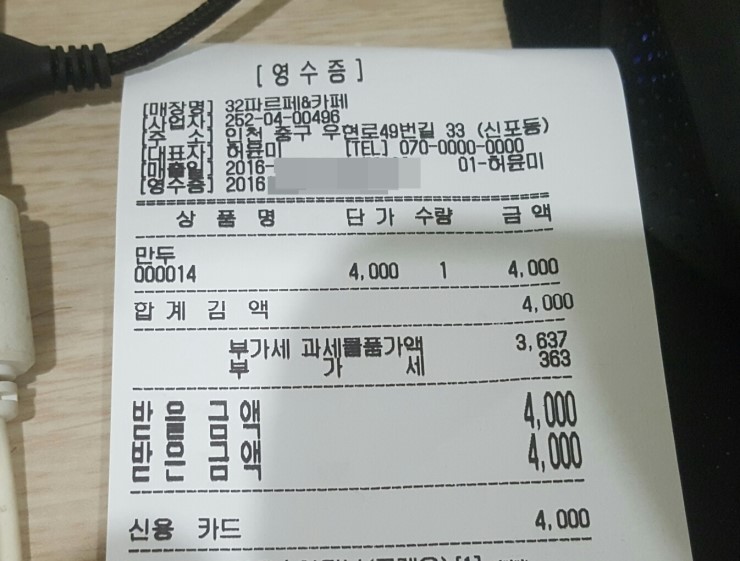 [영수증]
[매장명] 32파르페&카페
[사업자] 252-04-00496
[주 소] 인천 중구 우현로49번길 33 (신포동)
[대표자] 허윤미 [TEL] 070-0000-0000
[매출일] 2016- 01-허윤미
[영수증] 2016
상 품 명 단 가 수량 금 액
만두
000014 4,000 1 4,000
합 계 김 액 4,000
부가세 과세물품가액 3,637
부 가 세 363
받 을 금 액 4,000
받 은 금 액 4,000
신용 카드 4,000